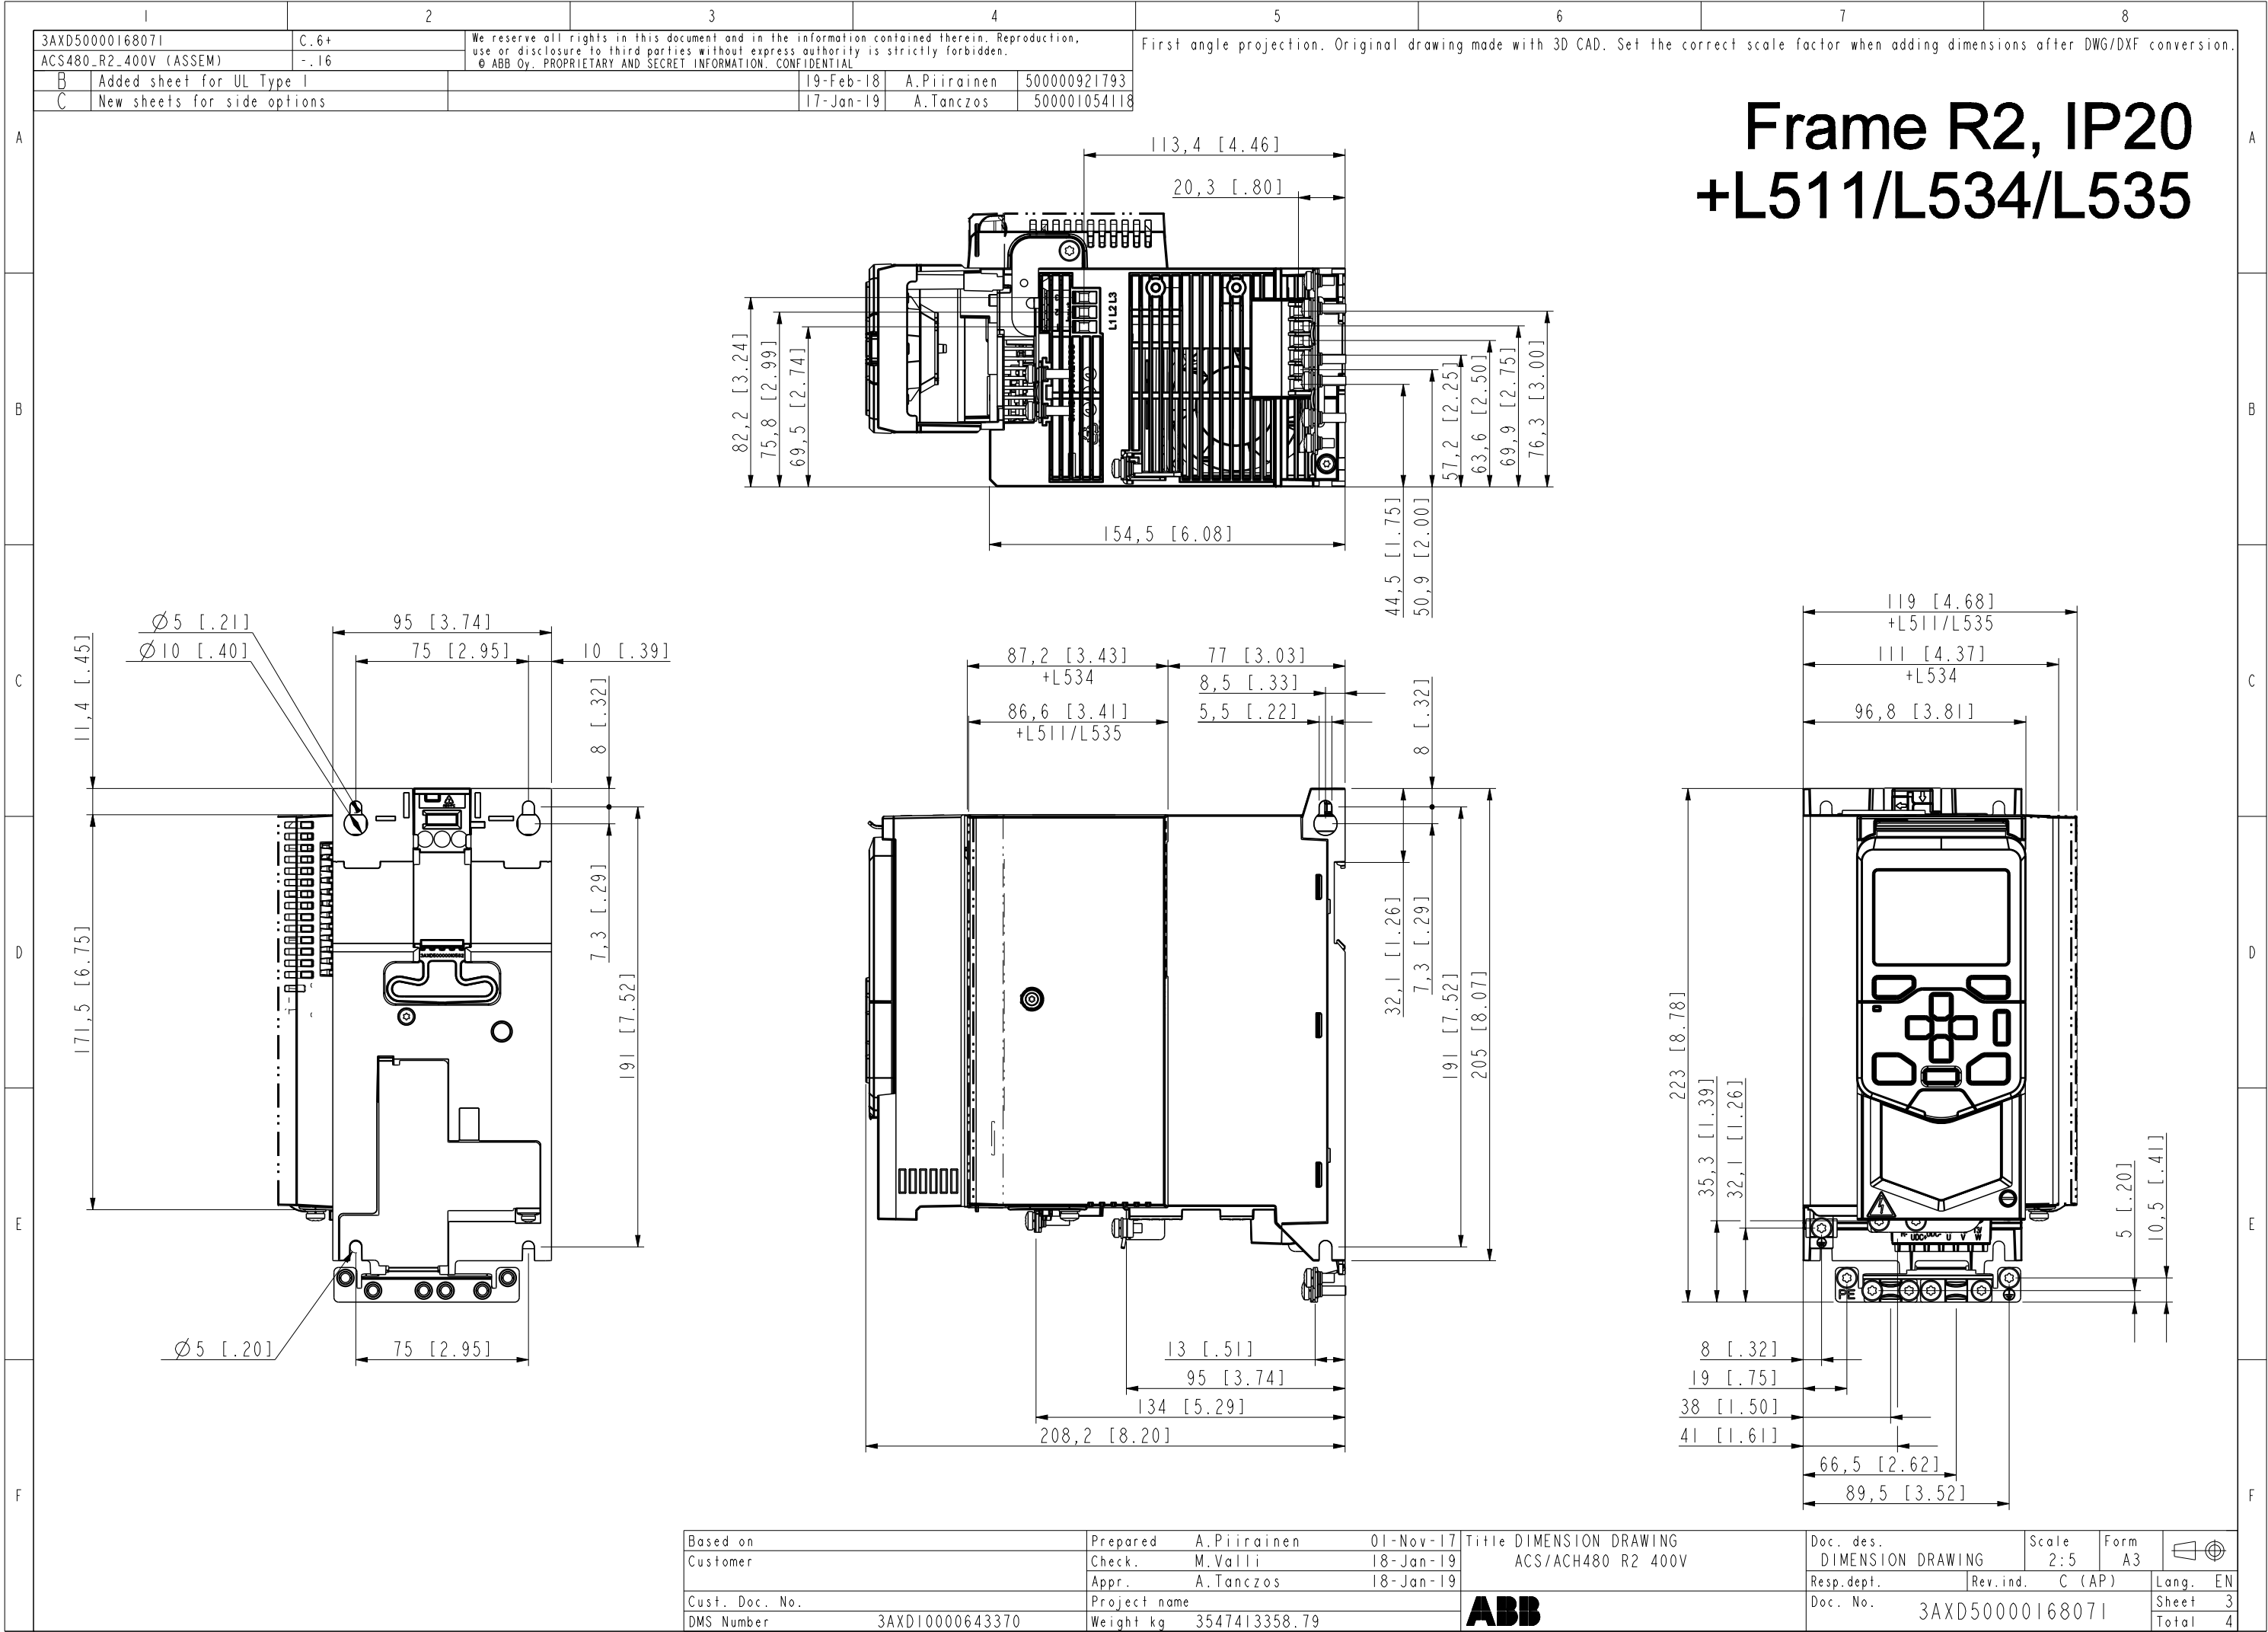 1 2 3 4 5 6 7 8
3AXD50000168071 C.6+
ACS480_R2_400V (ASSEM) -.16
We reserve all rights in this document and in the information contained therein. Reproduction,
use or disclosure to third parties without express authority is strictly forbidden.
© ABB Oy. PROPRIETARY AND SECRET INFORMATION. CONFIDENTIAL
First angle projection. Original drawing made with 3D CAD. Set the correct scale factor when adding dimensions after DWG/DXF conversion.
B Added sheet for UL Type 1 19-Feb-18 A.Piirainen 500000921793
C New sheets for side options 17-Jan-19 A.Tanczos 500001054118
Frame R2, IP20
+L511/L534/L535
A A
B B
C C
D D
E E
F F
113,4 [4.46]
20,3 [.80]
L1 L2 L3
82,2 [3.24]
75,8 [2.99]
69,5 [2.74]
57,2 [2.25]
63,6 [2.50]
69,9 [2.75]
76,3 [3.00]
44,5 [1.75]
50,9 [2.00]
154,5 [6.08]
Ø5 [.21]
Ø10 [.40]
95 [3.74]
75 [2.95]
10 [.39]
11,4 [.45]
8 [.32]
7,3 [.29]
171,5 [6.75]
191 [7.52]
Ø5 [.20]
75 [2.95]
87,2 [3.43]
+L534
77 [3.03]
8,5 [.33]
86,6 [3.41]
+L511/L535
5,5 [.22]
8 [.32]
32,1 [1.26]
7,3 [.29]
191 [7.52]
205 [8.07]
13 [.51]
95 [3.74]
134 [5.29]
208,2 [8.20]
119 [4.68]
+L511/L535
111 [4.37]
+L534
96,8 [3.81]
223 [8.78]
35,3 [1.39]
32,1 [1.26]
5 [.20]
10,5 [.41]
UDC+ UDC- U V W
PE
8 [.32]
19 [.75]
38 [1.50]
41 [1.61]
66,5 [2.62]
89,5 [3.52]
Based on
Customer
Cust. Doc. No.
DMS Number 3AXD10000643370
Prepared A.Piirainen 01-Nov-17
Check. M.Valli 18-Jan-19
Appr. A.Tanczos 18-Jan-19
Project name
Weight kg 3547413358.79
Title DIMENSION DRAWING
ACS/ACH480 R2 400V
ABB
Doc. des.
DIMENSION DRAWING
Scale
2:5
Form
A3
Resp.dept. Rev.ind. C (AP) Lang. EN
Doc. No. 3AXD50000168071
Sheet 3
Total 4